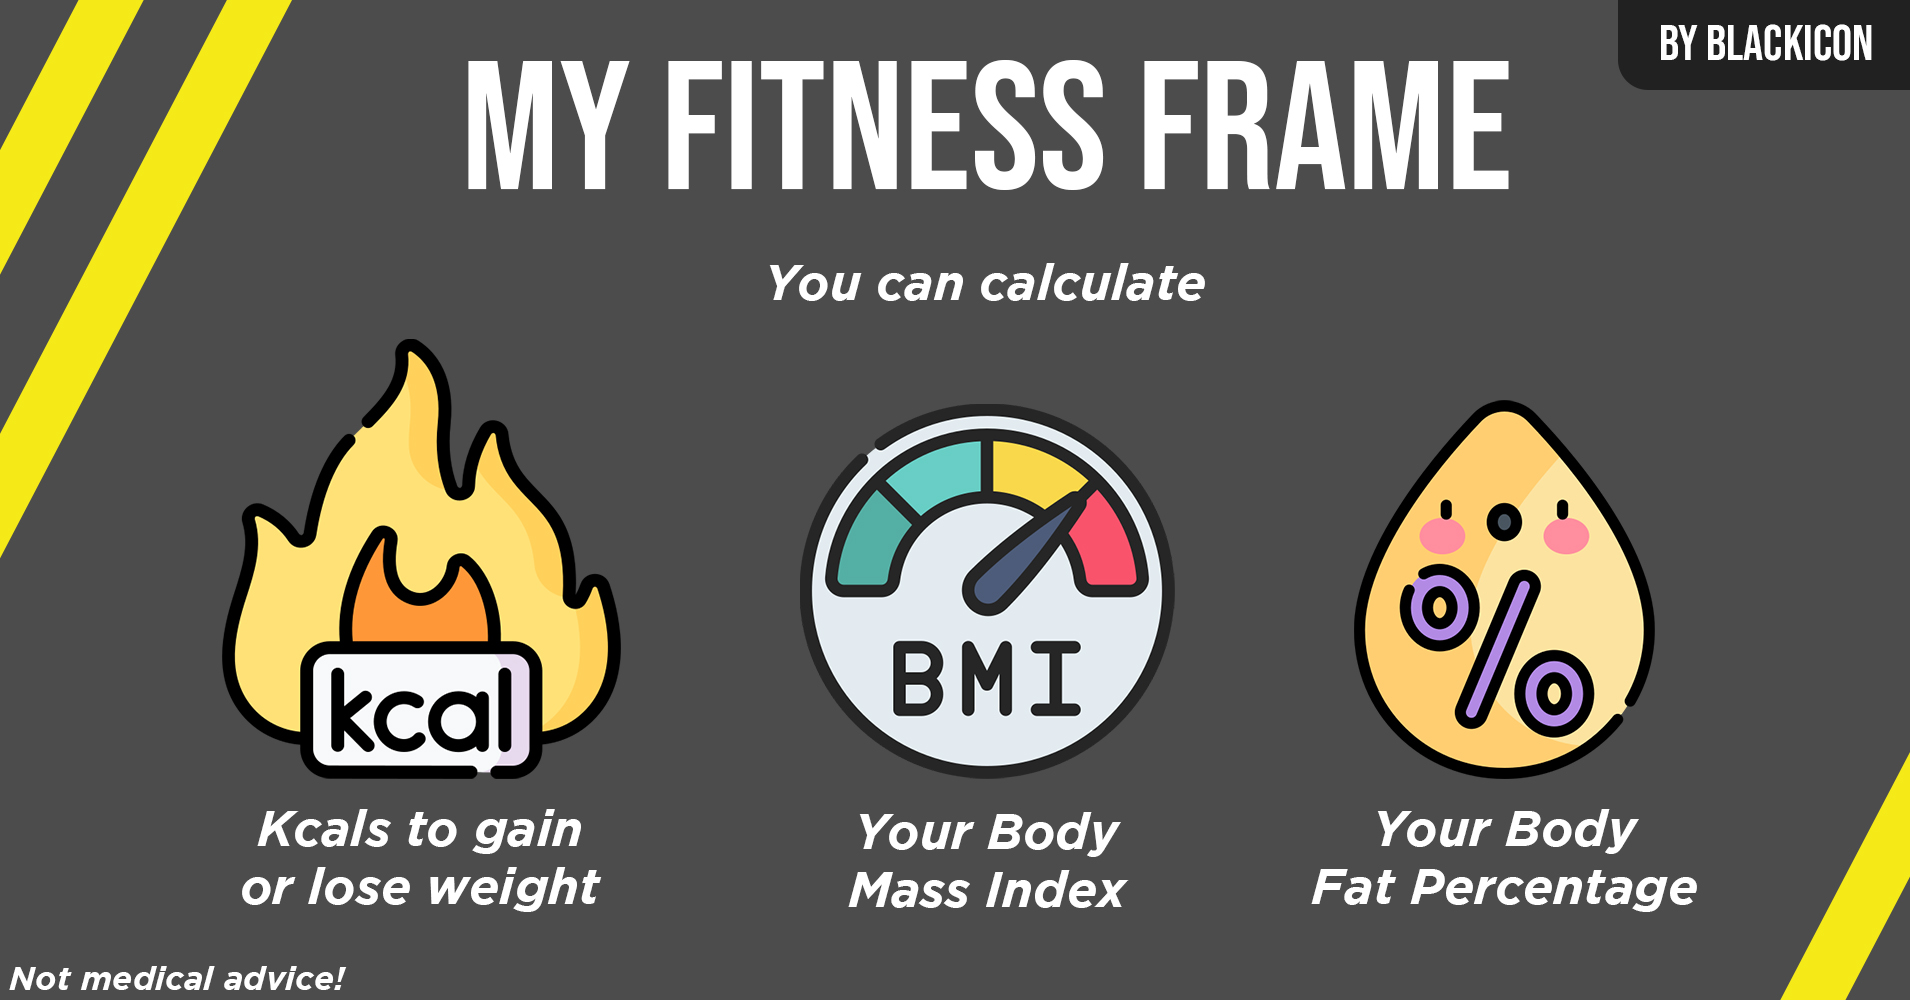 BY BLACKICON
MY FITNESS FRAME
You can calculate
kcal
BMI
%
Kcals to gain
or lose weight
Your Body
Mass Index
Your Body
Fat Percentage
Not medical advice!